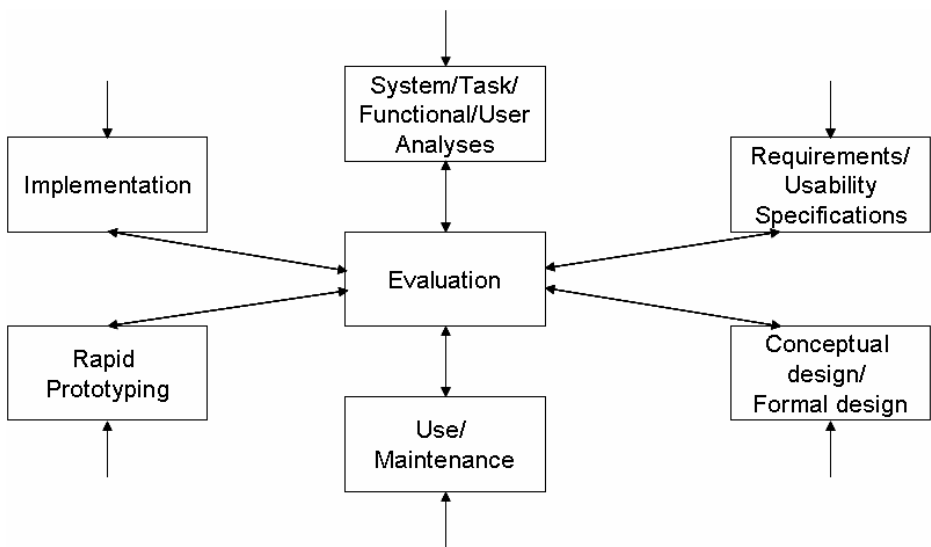 System/Task/
Functional/User
Analyses
Implementation
Requirements/
Usability
Specifications
Evaluation
Rapid
Prototyping
Conceptual
design/
Formal design
Use/
Maintenance